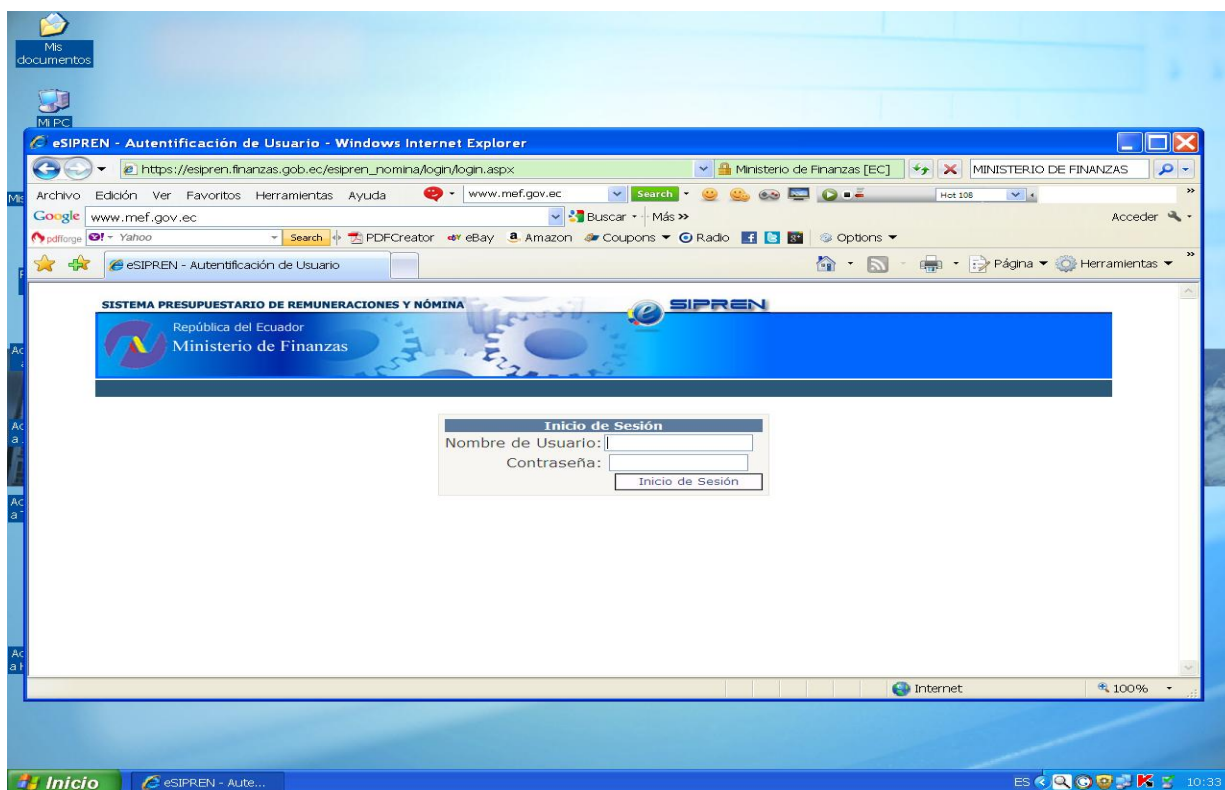 Mis
documentos
Mi PC
eSIPREN - Autentificación de Usuario - Windows Internet Explorer
https://esipren.finanzas.gob.ec/esipren_nomina/login/login.aspx
Ministerio de Finanzas [EC]
MINISTERIO DE FINANZAS
Archivo Edición Ver Favoritos Herramientas Ayuda
www.mef.gov.ec
Search
Hot 106
Google
www.mef.gov.ec
Buscar
Más »
Acceder
pdfforge
Yahoo
Search
PDFCreator
eBay
Amazon
Coupons
Radio
Options
eSIPREN - Autentificación de Usuario
Página
Herramientas
SISTEMA PRESUPUESTARIO DE REMUNERACIONES Y NÓMINA
e SIPREN
República del Ecuador
Ministerio de Finanzas
Inicio de Sesión
Nombre de Usuario:
Contraseña:
Inicio de Sesión
Internet
100%
Inicio
eSIPREN - Aute...
ES
10:33